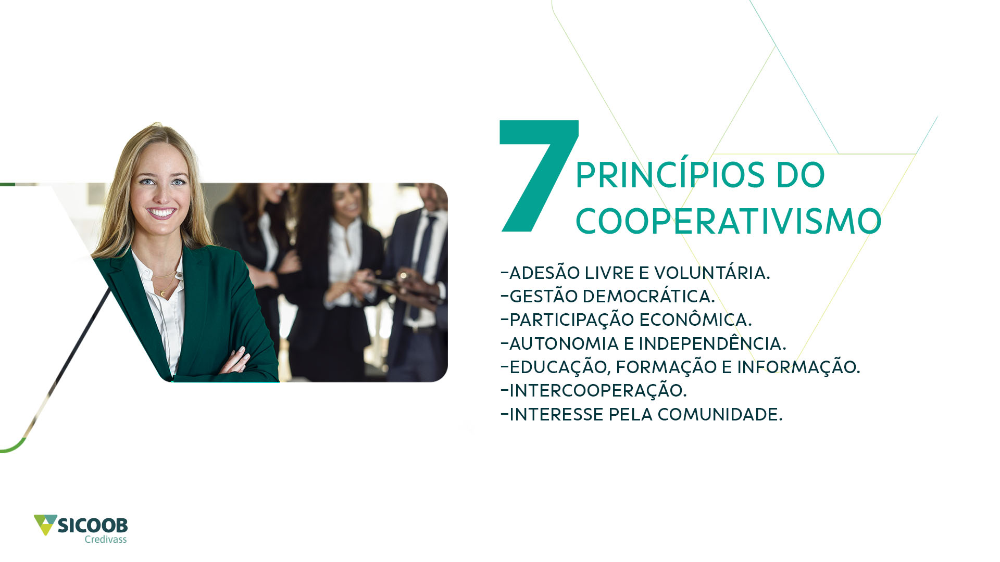 7 PRINCÍPIOS DO
COOPERATIVISMO
-ADESÃO LIVRE E VOLUNTÁRIA.
-GESTÃO DEMOCRÁTICA.
-PARTICIPAÇÃO ECONÔMICA.
-AUTONOMIA E INDEPENDÊNCIA.
-EDUCAÇÃO, FORMAÇÃO E INFORMAÇÃO.
-INTERCOOPERAÇÃO.
-INTERESSE PELA COMUNIDADE.
SICOOB
Credivass